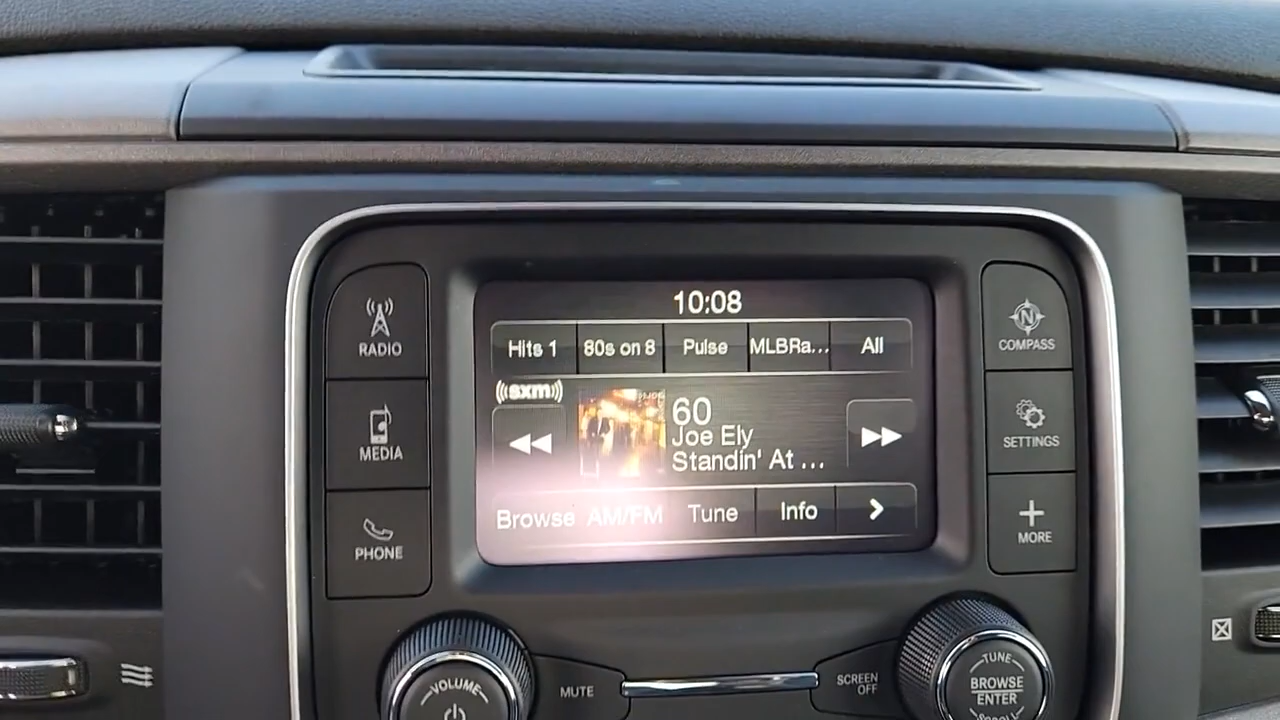 10:08
Hits 1 80s on 8 Pulse MLBRa... All
((sxm))
60
Joe Ely
Standin' At ...
Browse AM/FM Tune Info >
RADIO
MEDIA
PHONE
N
COMPASS
SETTINGS
+
MORE
VOLUME
MUTE
SCREEN
OFF
TUNE
BROWSE
ENTER
SCROLL